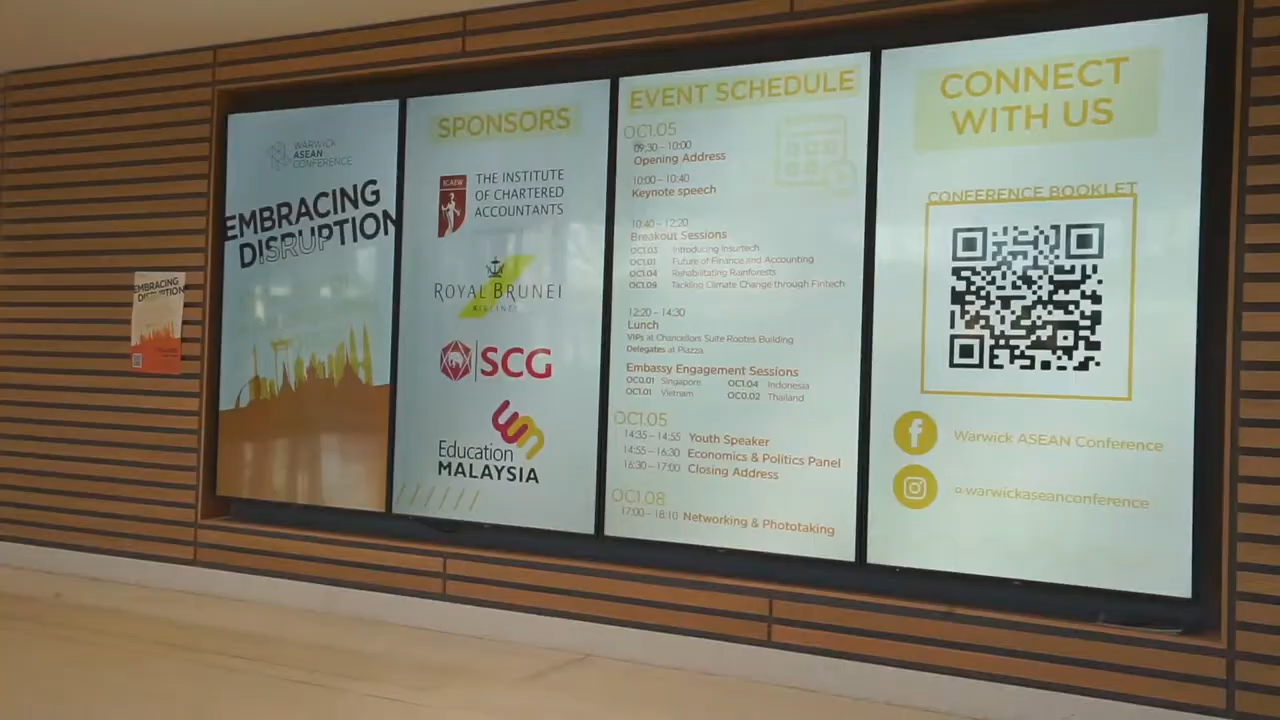 WARWICK
ASEAN
CONFERENCE
EMBRACING
DISRUPTION
EMBRACING
DISRUPTION
SPONSORS
ICAEW
THE INSTITUTE
OF CHARTERED
ACCOUNTANTS
ROYAL BRUNEI
AIRLINES
SCG
Education
MALAYSIA
EVENT SCHEDULE
OC1.05
09:30 – 10:00
Opening Address
10:00 – 10:40
Keynote speech
10:40 – 12:20
Breakout Sessions
OC1.03 Introducing Insurtech
OC1.01 Future of Finance and Accounting
OC1.04 Rehabilitating Rainforests
OC1.09 Tackling Climate Change through Fintech
12:20 – 14:30
Lunch
VIPs at Chancellors Suite Rootes Building
Delegates at Piazza
Embassy Engagement Sessions
OC0.01 Singapore OC1.04 Indonesia
OC1.01 Vietnam OC0.02 Thailand
OC1.05
14:35 – 14:55 Youth Speaker
14:55 – 16:30 Economics & Politics Panel
16:30 – 17:00 Closing Address
OC1.08
17:00 – 18:10 Networking & Phototaking
CONNECT
WITH US
CONFERENCE BOOKLET
Warwick ASEAN Conference
@warwickaseanconference